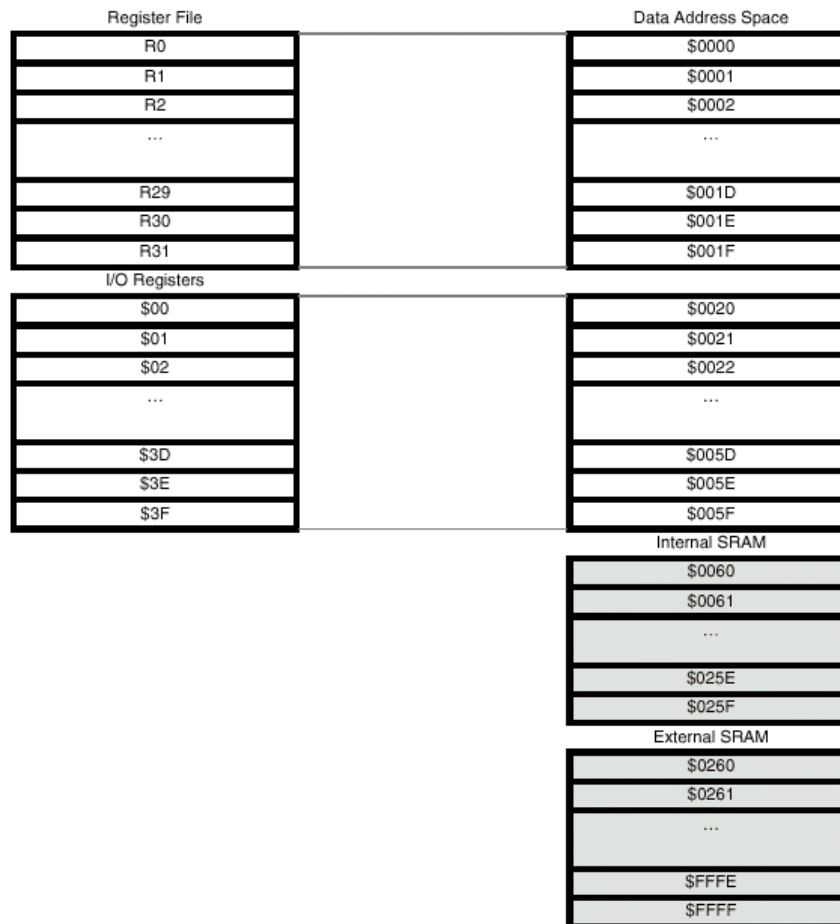 Register File
R0
R1
R2
...
R29
R30
R31
I/O Registers
$00
$01
$02
...
$3D
$3E
$3F
Data Address Space
$0000
$0001
$0002
...
$001D
$001E
$001F
$0020
$0021
$0022
...
$005D
$005E
$005F
Internal SRAM
$0060
$0061
...
$025E
$025F
External SRAM
$0260
$0261
...
$FFFE
$FFFF